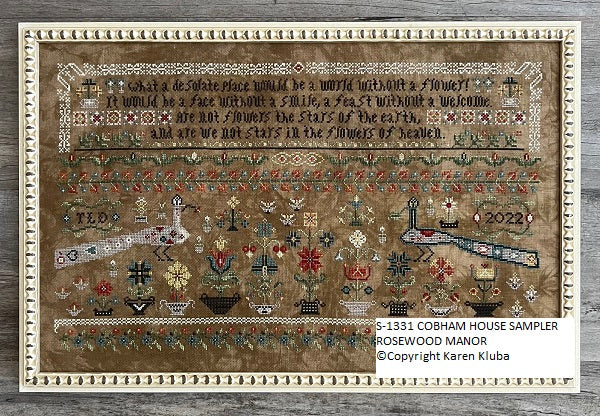 What a desolate place would be a world without a flower!
It would be a face without a smile, a feast without a welcome.
Are not flowers the stars of the earth,
and are we not stars in the flowers of heaven.
TLD
2022
S-1331 COBHAM HOUSE SAMPLER
ROSEWOOD MANOR
©Copyright Karen Kluba